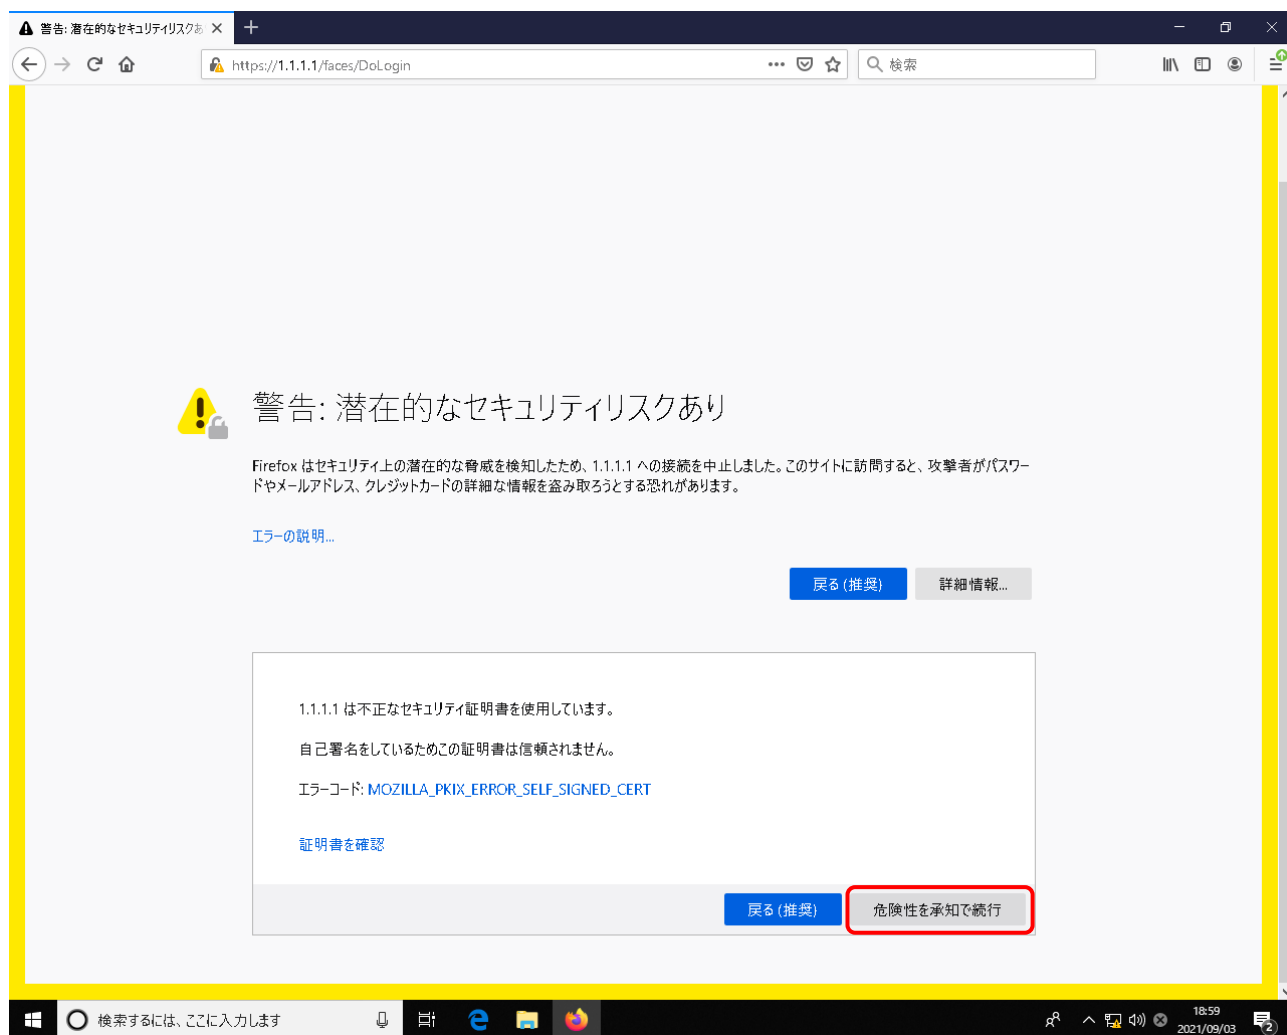 警告: 潜在的なセキュリティリスクあ
https://1.1.1.1/faces/DoLogin
検索
警告: 潜在的なセキュリティリスクあり
Firefox はセキュリティ上の潜在的な脅威を検知したため、1.1.1.1 への接続を中止しました。このサイトに訪問すると、攻撃者がパスワー
ドやメールアドレス、クレジットカードの詳細な情報を盗み取ろうとする恐れがあります。
エラーの説明...
戻る (推奨)
詳細情報...
1.1.1.1 は不正なセキュリティ証明書を使用しています。
自己署名をしているためこの証明書は信頼されません。
エラーコード: MOZILLA_PKIX_ERROR_SELF_SIGNED_CERT
証明書を確認
戻る (推奨)
危険性を承知で続行
検索するには、ここに入力します
18:59
2021/09/03
2